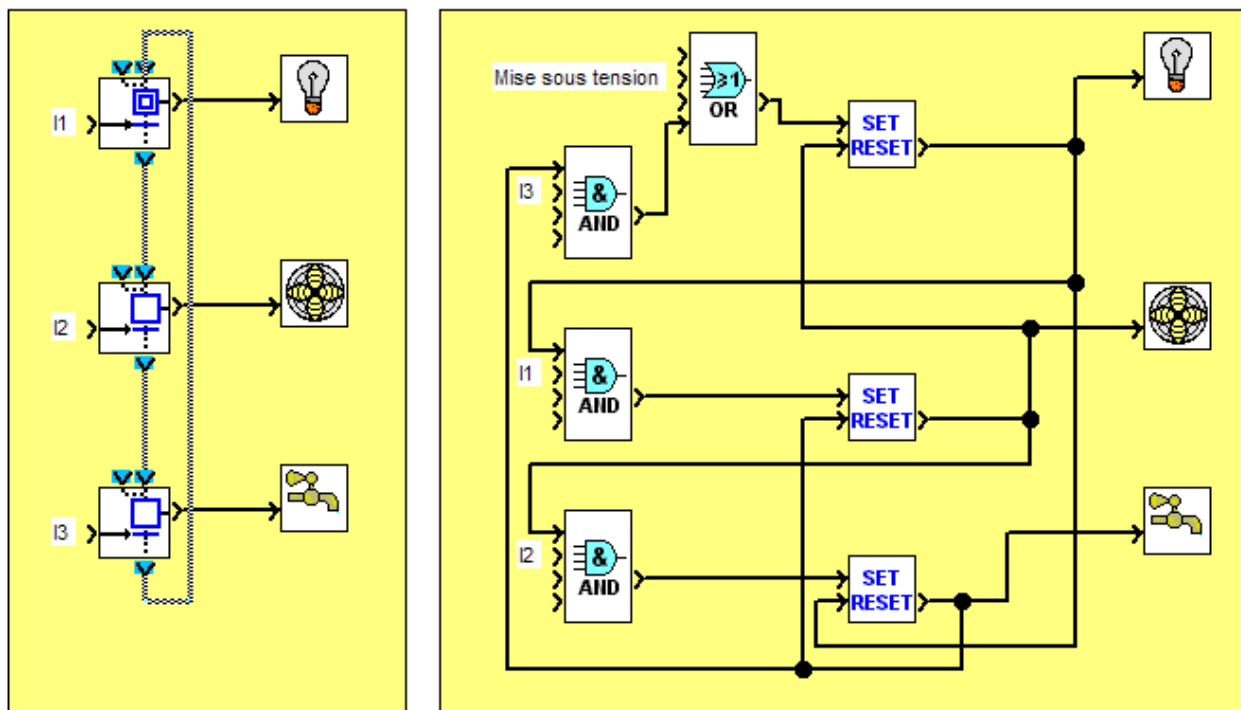 I1
I2
I3
Mise sous tension
≥1
OR
SET
RESET
I3
&
AND
I1
&
AND
SET
RESET
I2
&
AND
SET
RESET